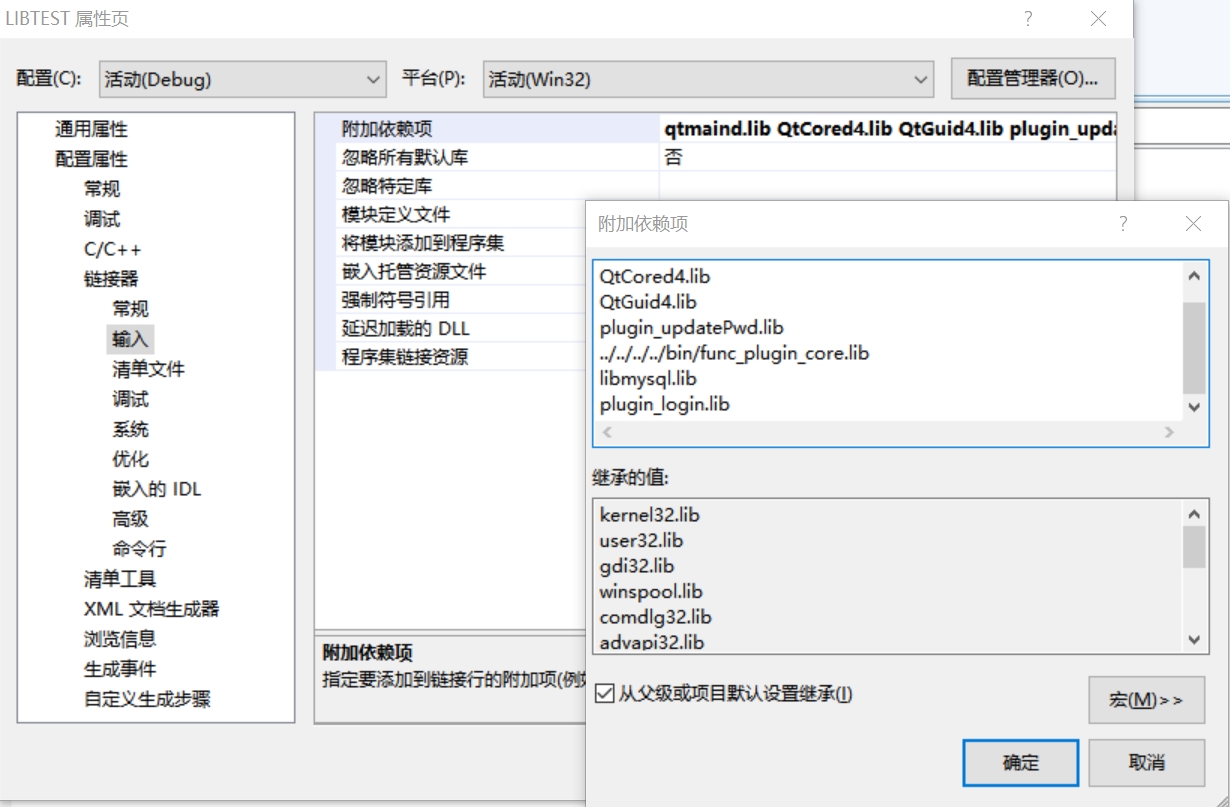 LIBTEST 属性页
配置(C): 活动(Debug) 平台(P): 活动(Win32) 配置管理器(O)...
通用属性
配置属性
常规
调试
C/C++
链接器
常规
输入
清单文件
调试
系统
优化
嵌入的 IDL
高级
命令行
清单工具
XML 文档生成器
浏览信息
生成事件
自定义生成步骤
附加依赖项 qtmaind.lib QtCored4.lib QtGuid4.lib plugin_upda
忽略所有默认库 否
忽略特定库
模块定义文件
将模块添加到程序集
嵌入托管资源文件
强制符号引用
延迟加载的 DLL
程序集链接资源
附加依赖项
指定要添加到链接行的附加项(例如
附加依赖项
QtCored4.lib
QtGuid4.lib
plugin_updatePwd.lib
../../../../bin/func_plugin_core.lib
libmysql.lib
plugin_login.lib
继承的值:
kernel32.lib
user32.lib
gdi32.lib
winspool.lib
comdlg32.lib
advapi32.lib
从父级或项目默认设置继承(I)
宏(M)>>
确定 取消